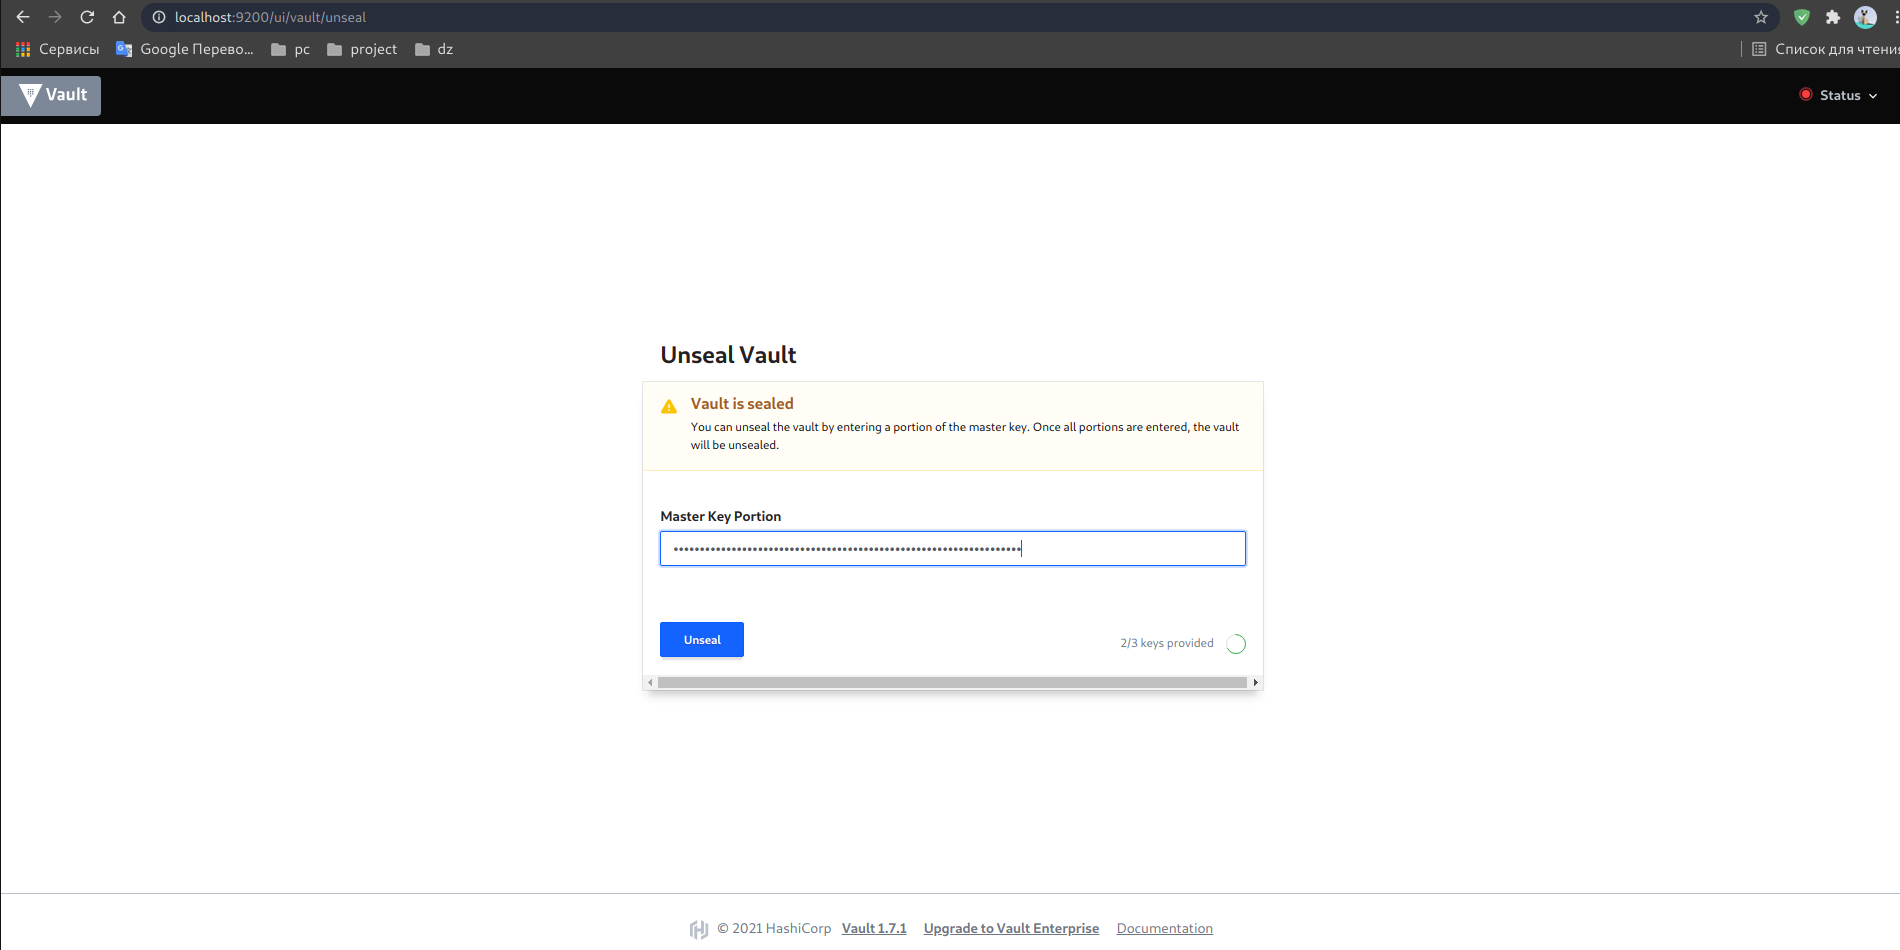 localhost:9200/ui/vault/unseal
Сервисы Google Перево... pc project dz Список для чтени
Vault Status
Unseal Vault
Vault is sealed
You can unseal the vault by entering a portion of the master key. Once all portions are entered, the vault
will be unsealed.
Master Key Portion
Unseal 2/3 keys provided
© 2021 HashiCorp Vault 1.7.1 Upgrade to Vault Enterprise Documentation